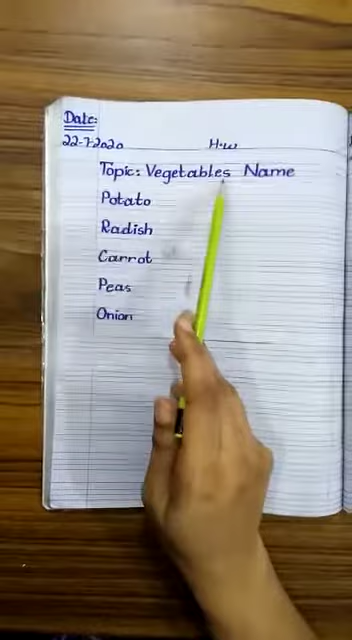 Date:
22-7-2020 H.w
Topic: Vegetables Name
Potato
Radish
Carrot
Peas
Onion